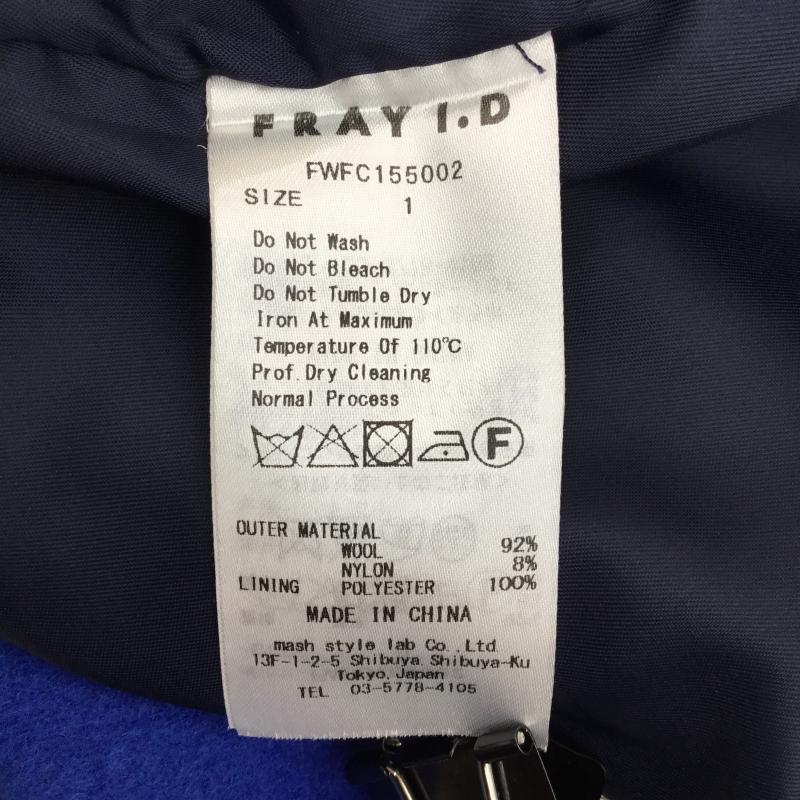 FRAY I.D
FWFC155002
SIZE 1
Do Not Wash
Do Not Bleach
Do Not Tumble Dry
Iron At Maximum
Temperature Of 110℃
Prof.Dry Cleaning
Normal Process
F
OUTER MATERIAL
WOOL 92%
NYLON 8%
LINING POLYESTER 100%
MADE IN CHINA
mash style lab Co.,Ltd.
13F-1-2-5 Shibuya Shibuya-Ku
Tokyo,Japan
TEL 03-5778-4105